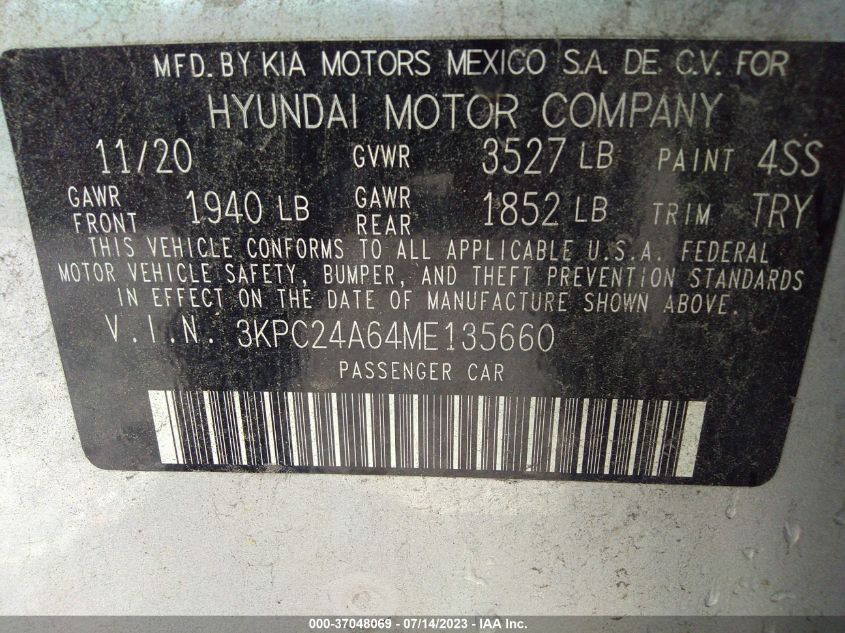 MFD. BY KIA MOTORS MEXICO S.A. DE C.V. FOR
HYUNDAI MOTOR COMPANY
11/20 GVWR 3527 LB PAINT 4SS
GAWR FRONT 1940 LB GAWR REAR 1852 LB TRIM TRY
THIS VEHICLE CONFORMS TO ALL APPLICABLE U.S.A. FEDERAL
MOTOR VEHICLE SAFETY, BUMPER, AND THEFT PREVENTION STANDARDS
IN EFFECT ON THE DATE OF MANUFACTURE SHOWN ABOVE.
V.I.N. 3KPC24A64ME135660
PASSENGER CAR
000-37048069 - 07/14/2023 - IAA Inc.